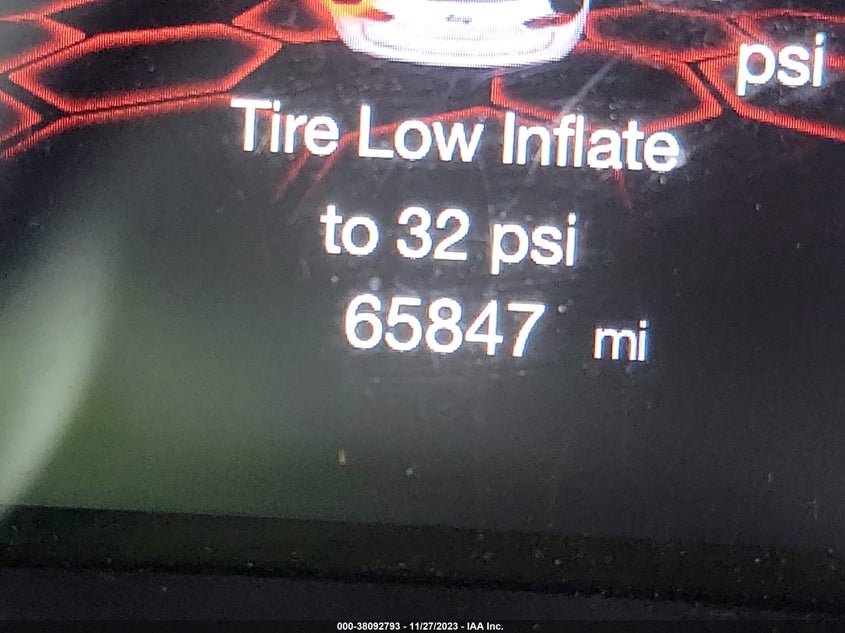 psi
Tire Low Inflate
to 32 psi
65847 mi
000-38092793 - 11/27/2023 - IAA Inc.